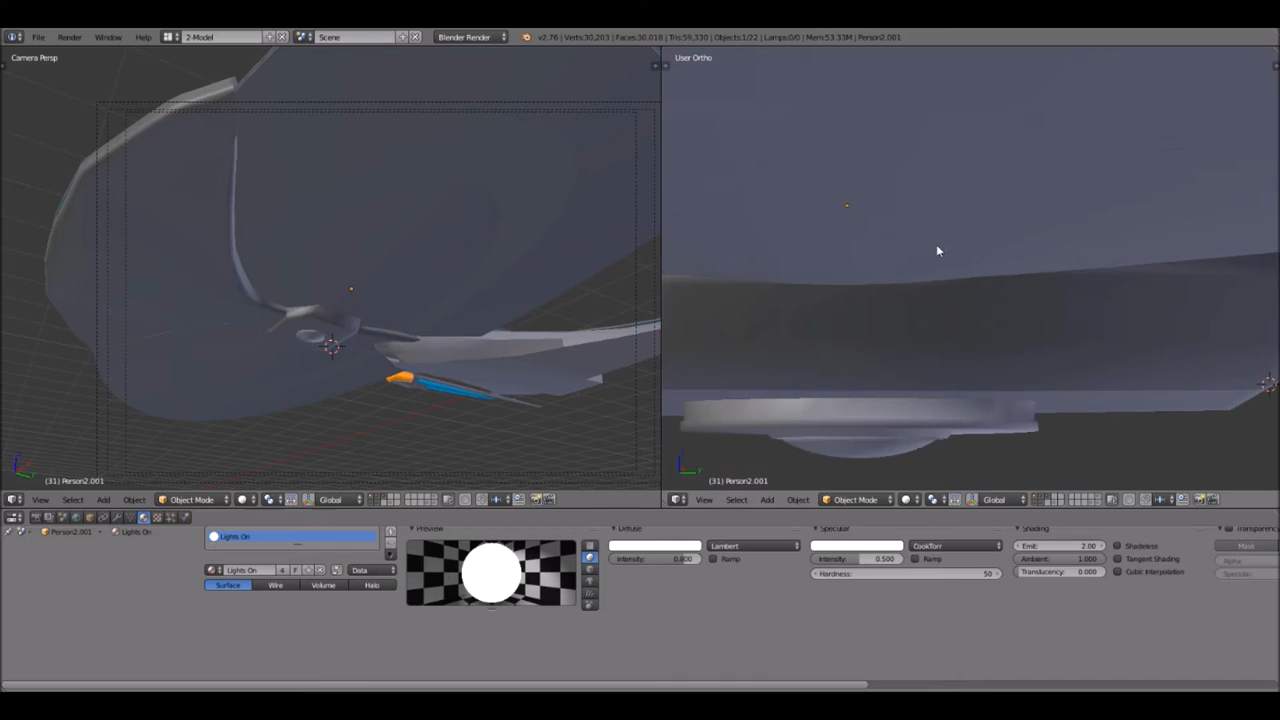 File Render Window Help 2-Model Scene Blender Render v2.76 | Verts:30,203 | Faces:30,018 | Tris:59,330 | Objects:1/22 | Lamps:0/0 | Mem:53.33M | Person2.001
Camera Persp
User Ortho
(31) Person2.001
(31) Person2.001
View Select Add Object Object Mode Global
View Select Add Object Object Mode Global
Person2.001 Lights On
Lights On
Lights On 4 F Data
Surface Wire Volume Halo
Preview
Diffuse
Lambert
Intensity: 0.800 Ramp
Specular
CookTorr
Intensity: 0.500 Ramp
Hardness: 50
Shading
Emit: 2.00 Shadeless
Ambient: 1.000 Tangent Shading
Translucency: 0.000 Cubic Interpolation
Transparency
Mask
Alpha
Specular: